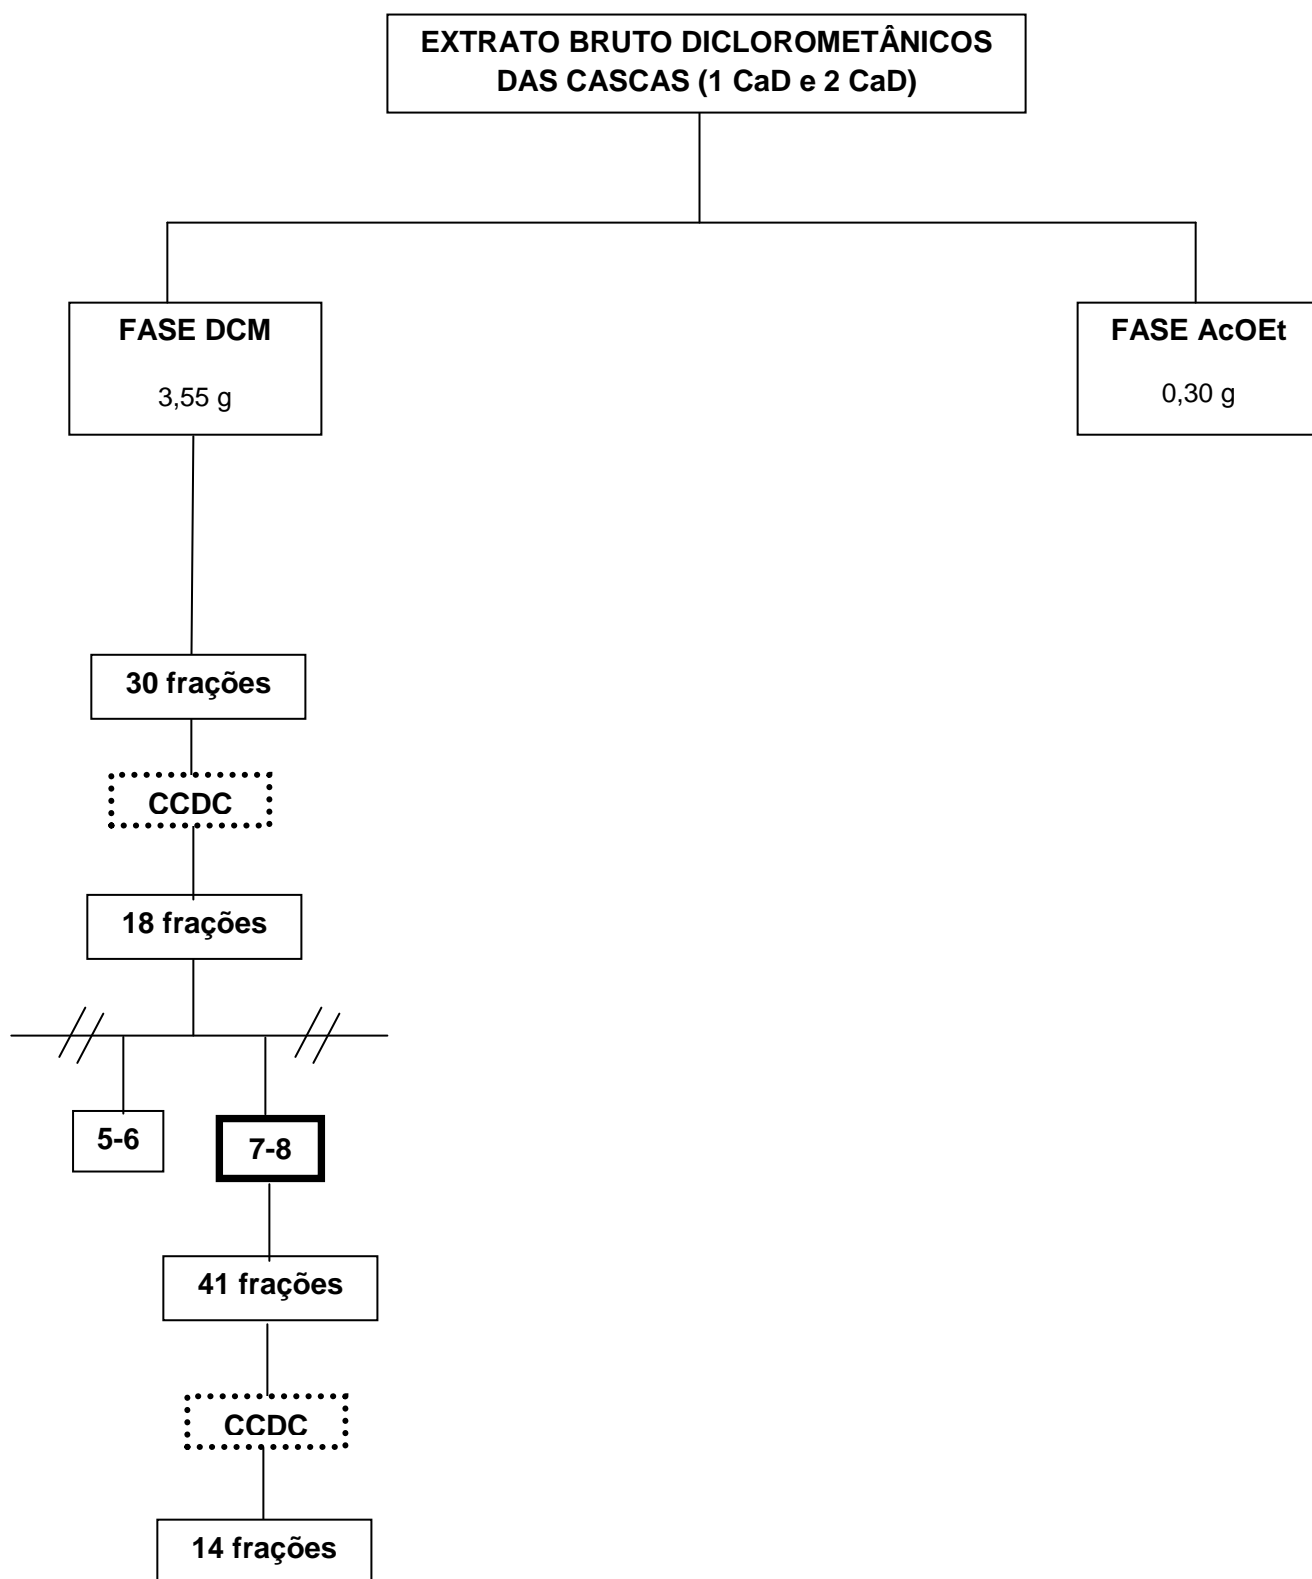 EXTRATO BRUTO DICLOROMETÂNICOS
DAS CASCAS (1 CaD e 2 CaD)
FASE DCM
3,55 g
FASE AcOEt
0,30 g
30 frações
CCDC
18 frações
5-6
7-8
41 frações
CCDC
14 frações